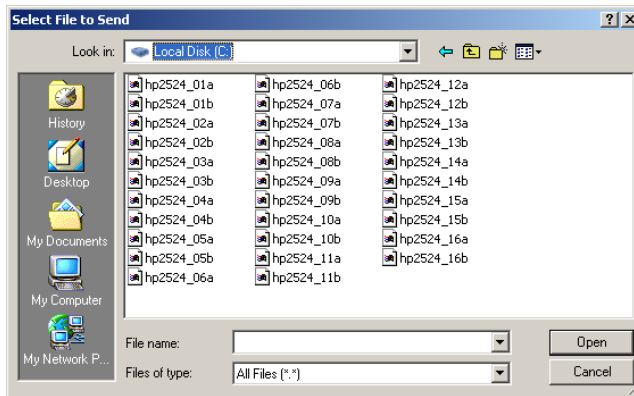 Select File to Send
Look in: Local Disk (C:
History
Desktop
My Documents
My Computer
My Network P...
hp2524_01a
hp2524_01b
hp2524_02a
hp2524_02b
hp2524_03a
hp2524_03b
hp2524_04a
hp2524_04b
hp2524_05a
hp2524_05b
hp2524_06a
hp2524_06b
hp2524_07a
hp2524_07b
hp2524_08a
hp2524_08b
hp2524_09a
hp2524_09b
hp2524_10a
hp2524_10b
hp2524_11a
hp2524_11b
hp2524_12a
hp2524_12b
hp2524_13a
hp2524_13b
hp2524_14a
hp2524_14b
hp2524_15a
hp2524_15b
hp2524_16a
hp2524_16b
File name:
Open
Files of type: All Files (*.*)
Cancel